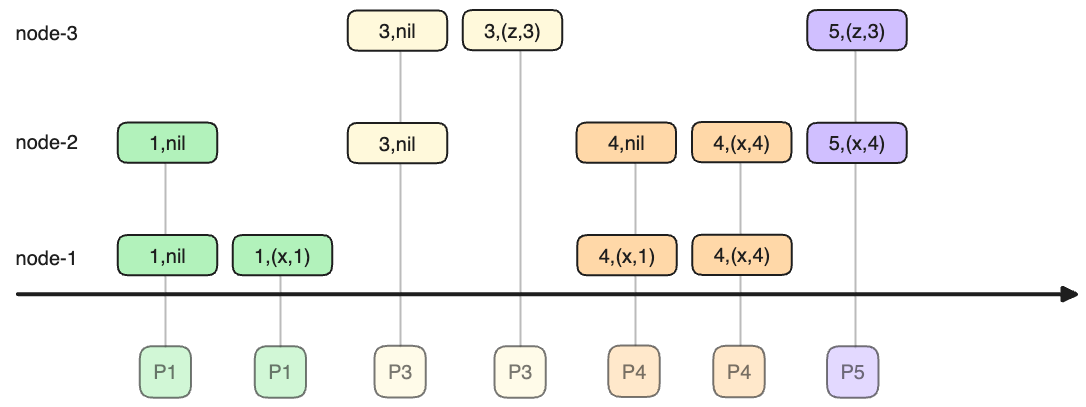 node-3 3,nil 3,(z,3) 5,(z,3)
node-2 1,nil 3,nil 4,nil 4,(x,4) 5,(x,4)
node-1 1,nil 1,(x,1) 4,(x,1) 4,(x,4)
P1 P1 P3 P3 P4 P4 P5